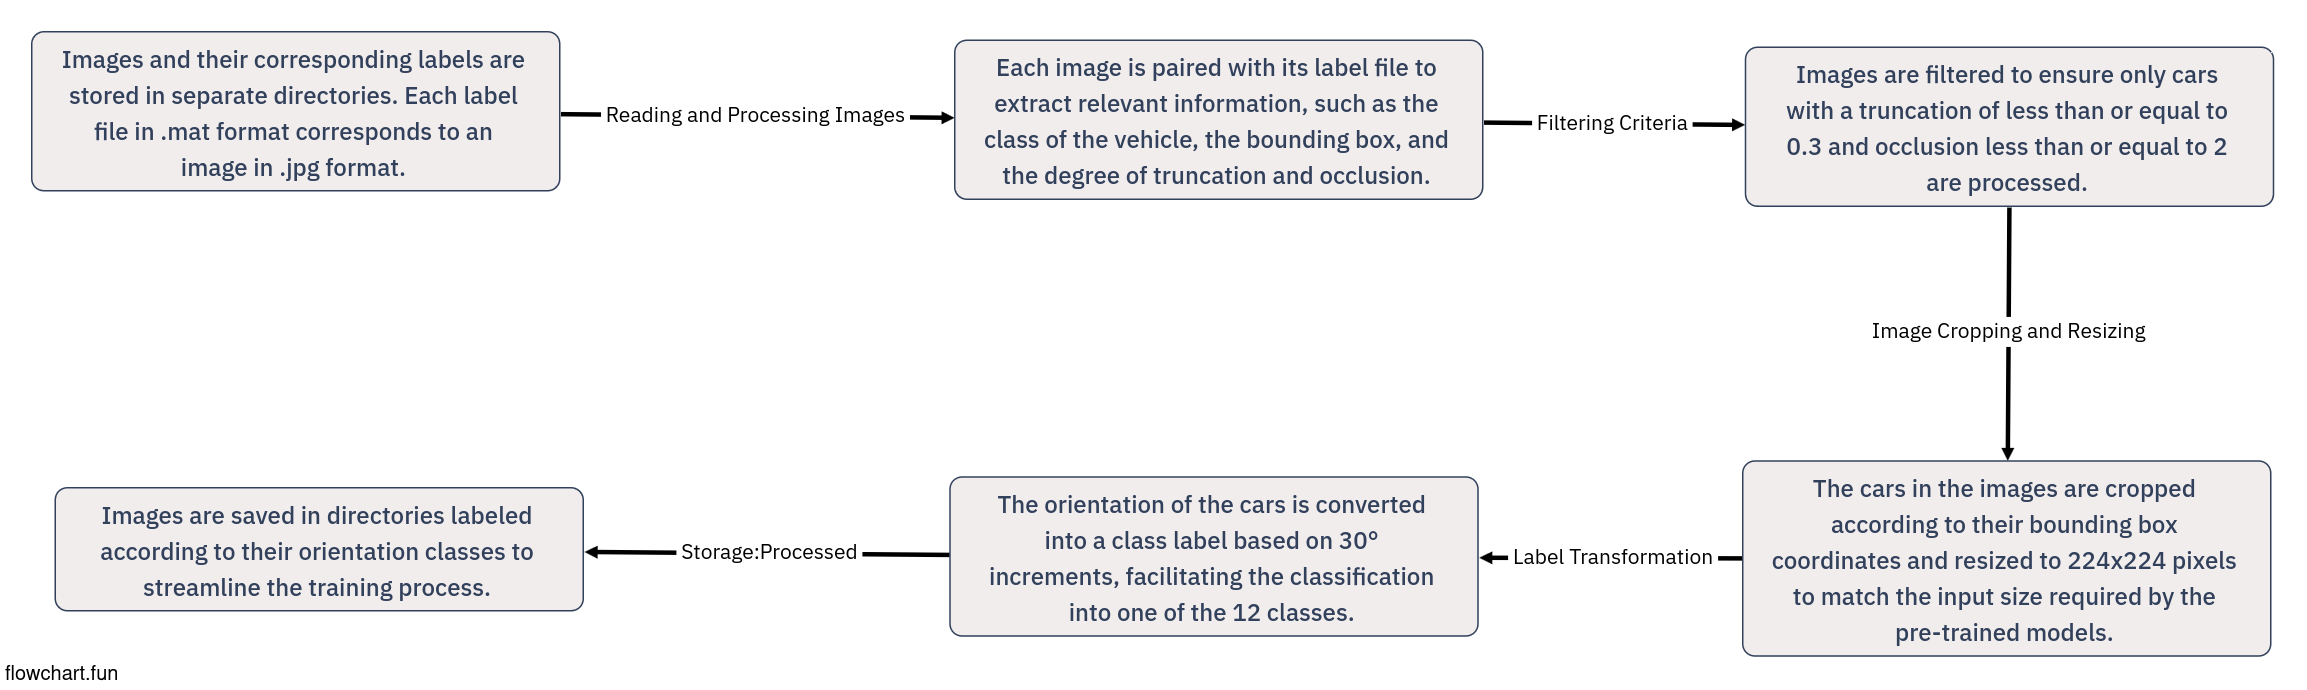 Images and their corresponding labels are
stored in separate directories. Each label
file in .mat format corresponds to an
image in .jpg format.
Reading and Processing Images
Each image is paired with its label file to
extract relevant information, such as the
class of the vehicle, the bounding box, and
the degree of truncation and occlusion.
Filtering Criteria
Images are filtered to ensure only cars
with a truncation of less than or equal to
0.3 and occlusion less than or equal to 2
are processed.
Image Cropping and Resizing
The cars in the images are cropped
according to their bounding box
coordinates and resized to 224x224 pixels
to match the input size required by the
pre-trained models.
Label Transformation
The orientation of the cars is converted
into a class label based on 30°
increments, facilitating the classification
into one of the 12 classes.
Storage:Processed
Images are saved in directories labeled
according to their orientation classes to
streamline the training process.
flowchart.fun